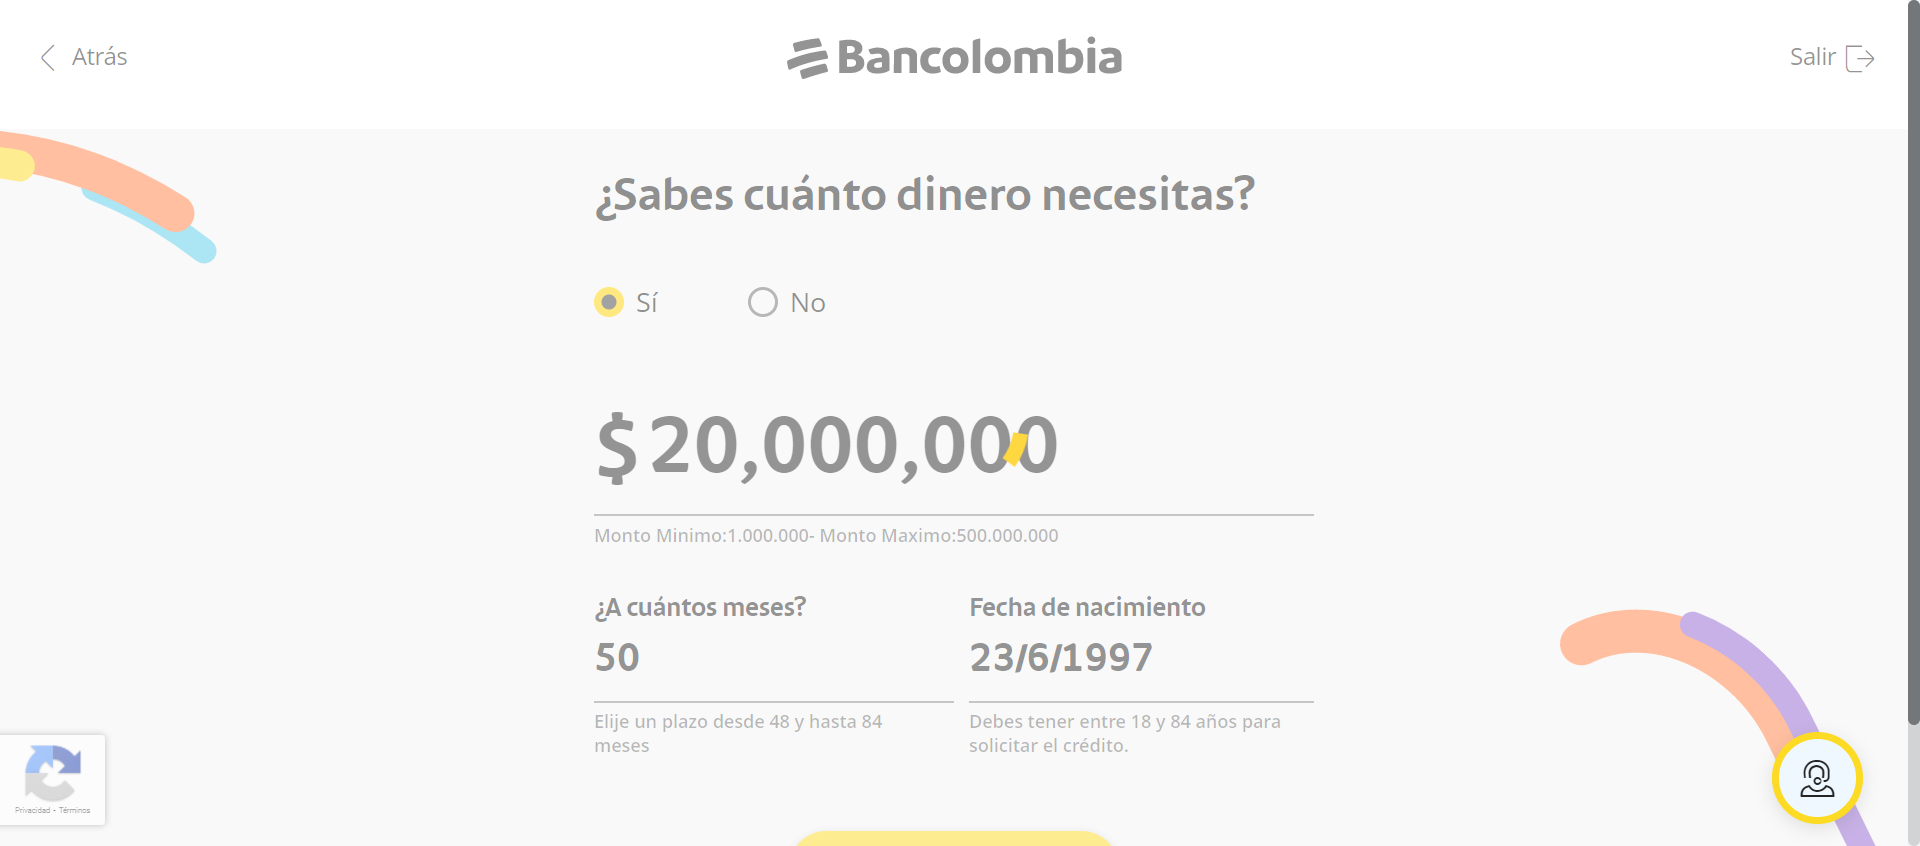 Atrás
Bancolombia
Salir
¿Sabes cuánto dinero necesitas?
Sí
No
$ 20,000,000
Monto Minimo:1.000.000- Monto Maximo:500.000.000
¿A cuántos meses?
Fecha de nacimiento
50
23/6/1997
Elije un plazo desde 48 y hasta 84
meses
Debes tener entre 18 y 84 años para
solicitar el crédito.
Privacidad - Términos